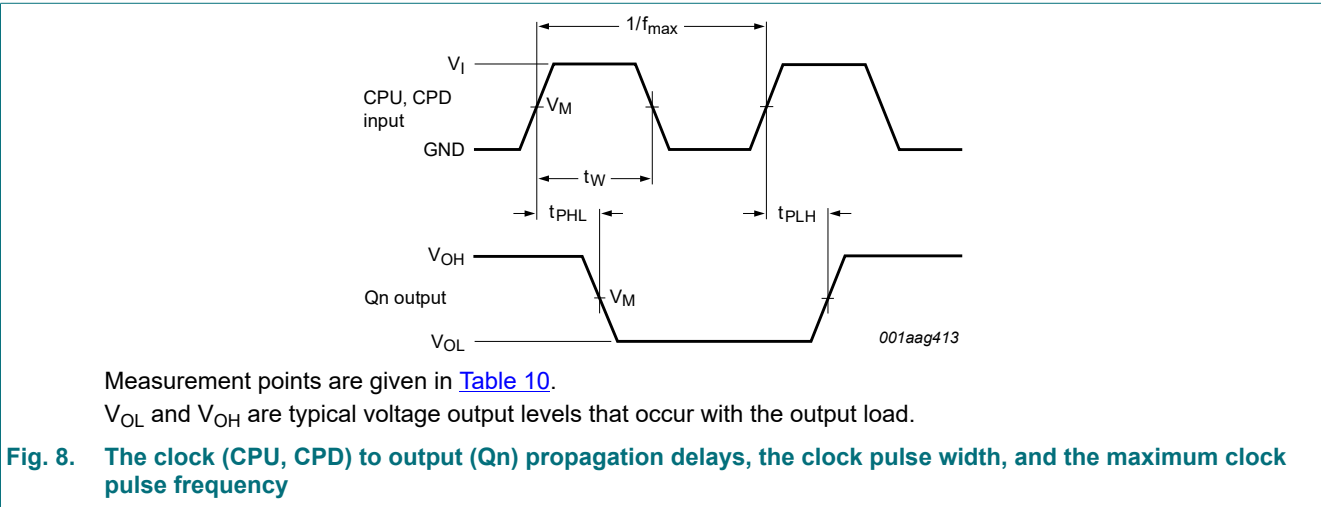 1/fmax
VI
CPU, CPD
input
VM
GND
tW
tPHL
tPLH
VOH
Qn output
VM
VOL
001aag413
Measurement points are given in Table 10.
VOL and VOH are typical voltage output levels that occur with the output load.
Fig. 8. The clock (CPU, CPD) to output (Qn) propagation delays, the clock pulse width, and the maximum clock
pulse frequency